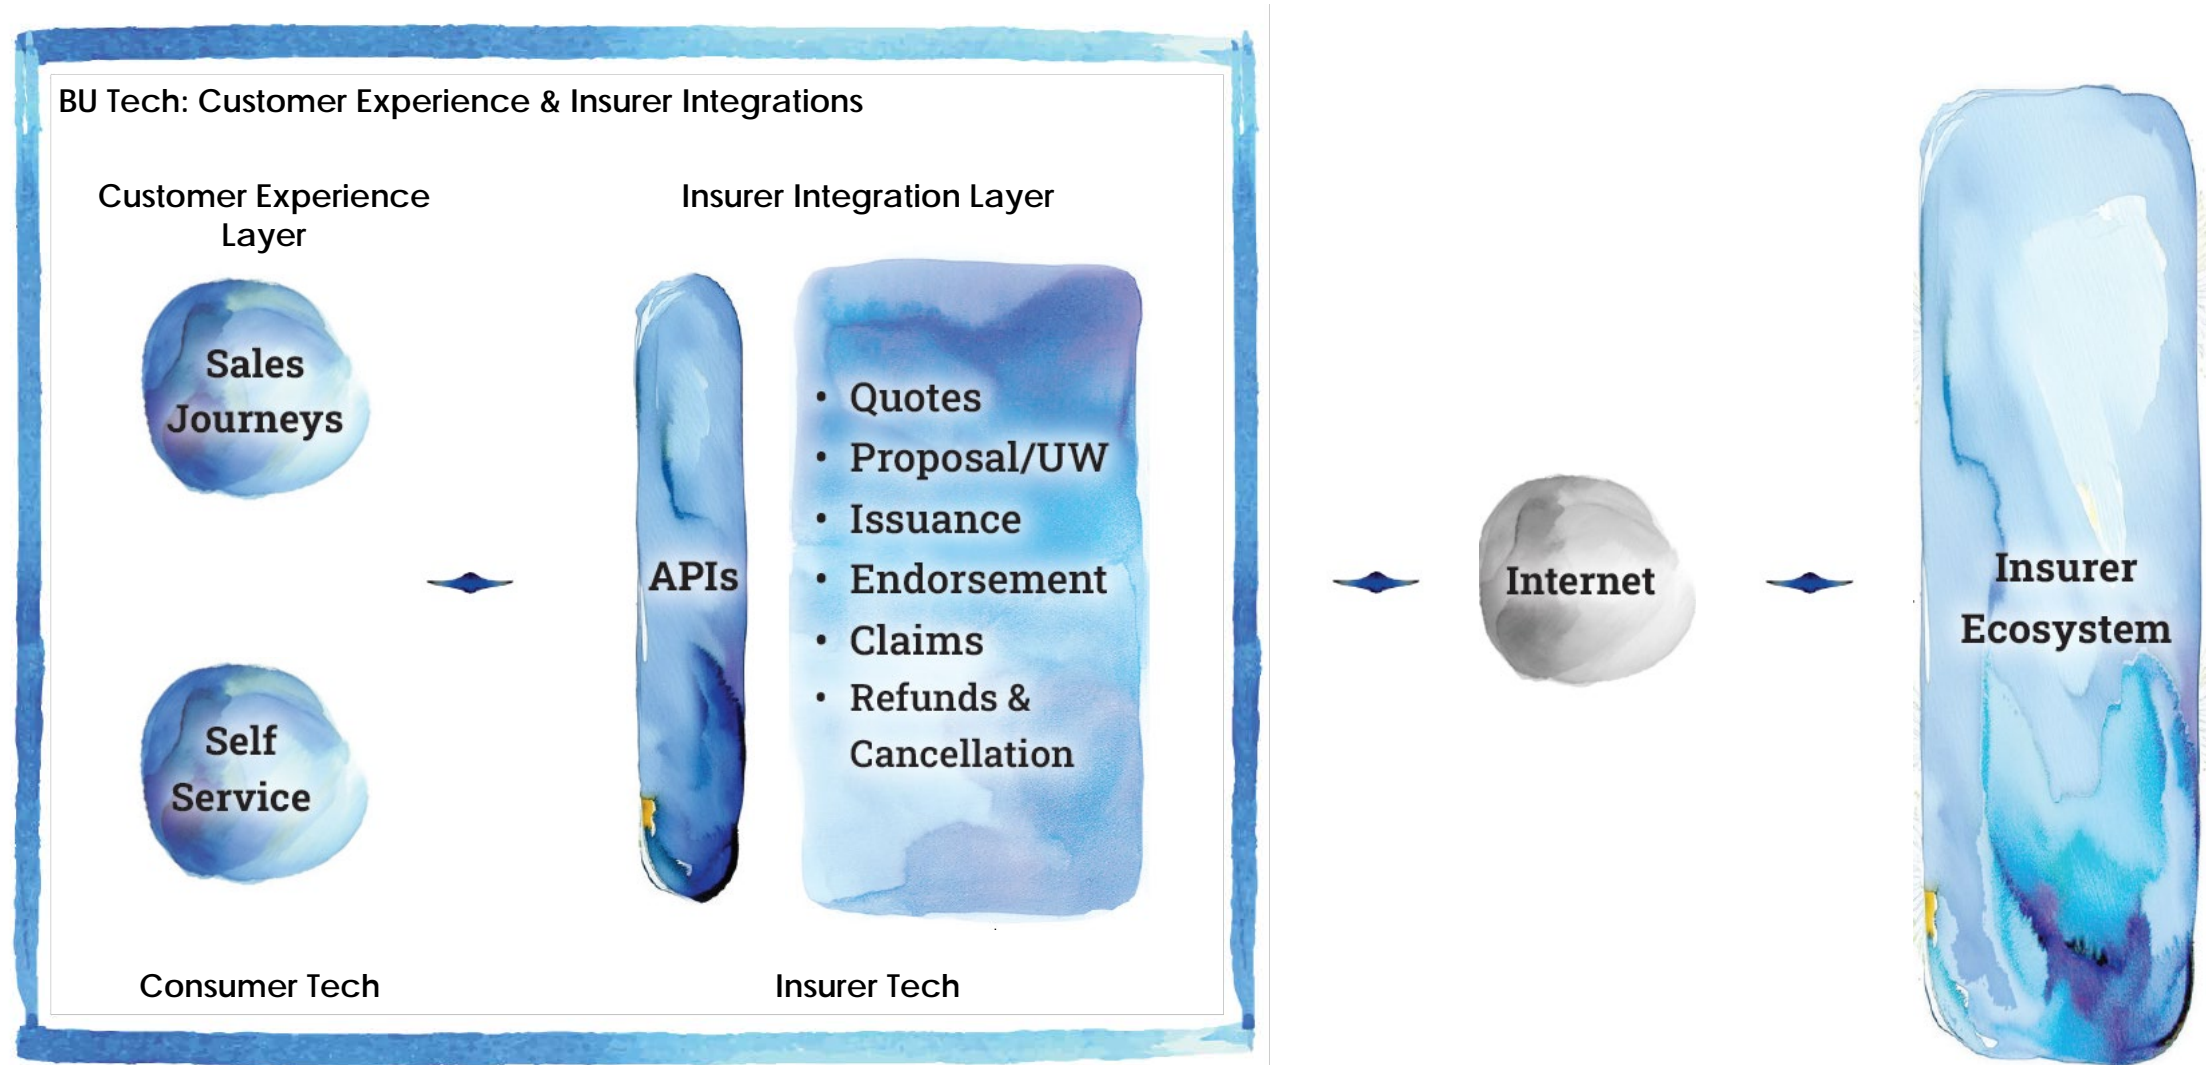 BU Tech: Customer Experience & Insurer Integrations
Customer Experience
Layer
Insurer Integration Layer
Sales
Journeys
Self
Service
APIs
• Quotes
• Proposal/UW
• Issuance
• Endorsement
• Claims
• Refunds &
Cancellation
Consumer Tech
Insurer Tech
Internet
Insurer
Ecosystem